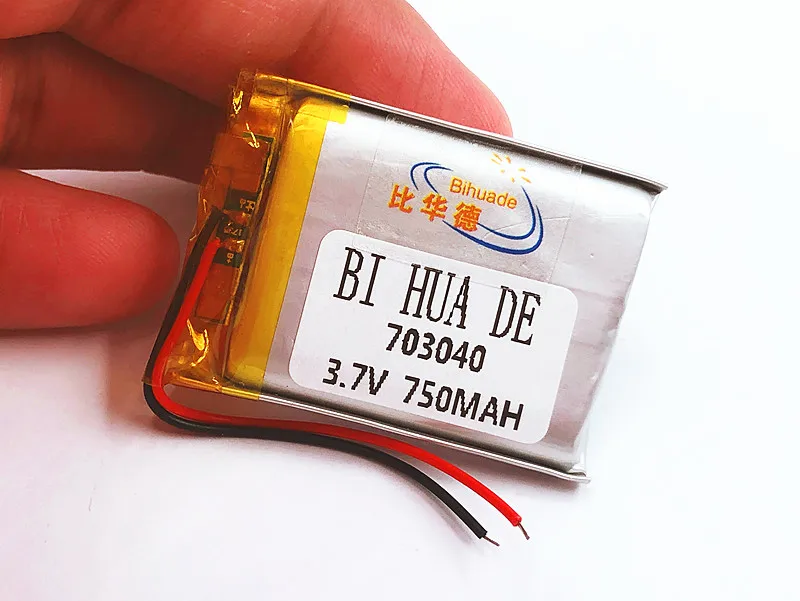 Bihuade
比华德
BI HUA DE
703040
3.7V 750MAH